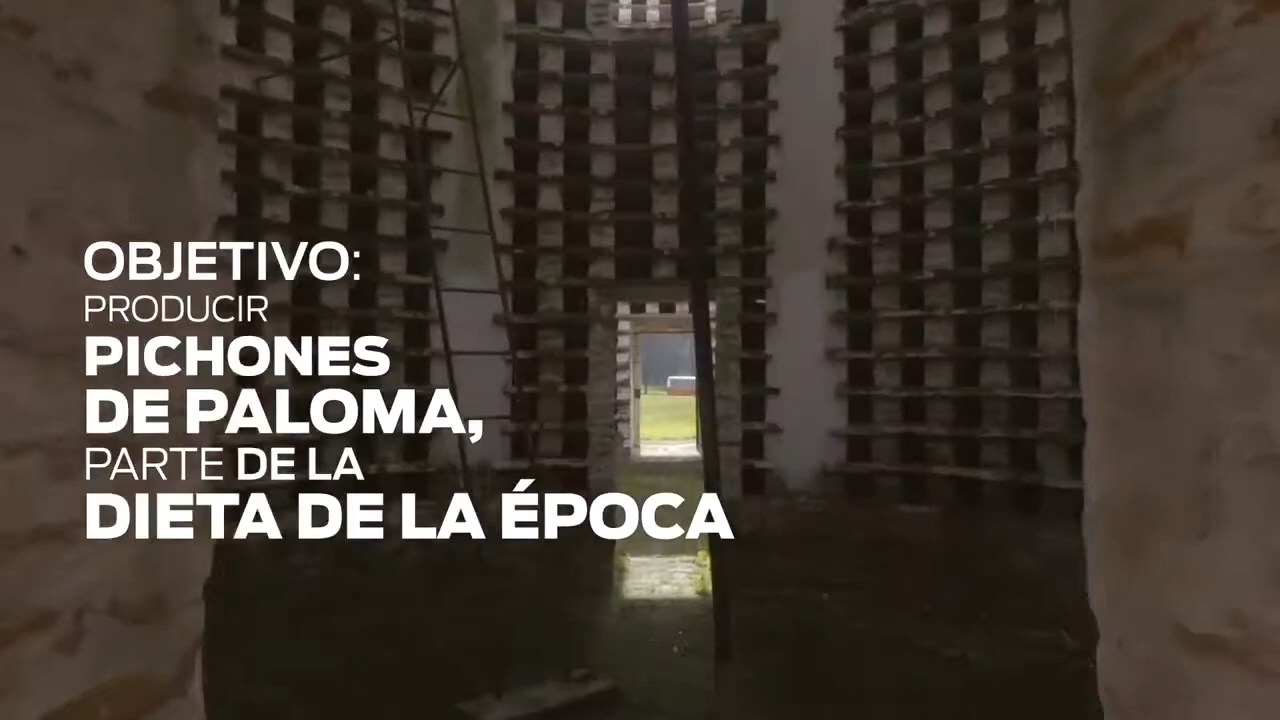 OBJETIVO:
PRODUCIR
PICHONES
DE PALOMA,
PARTE DE LA
DIETA DE LA ÉPOCA